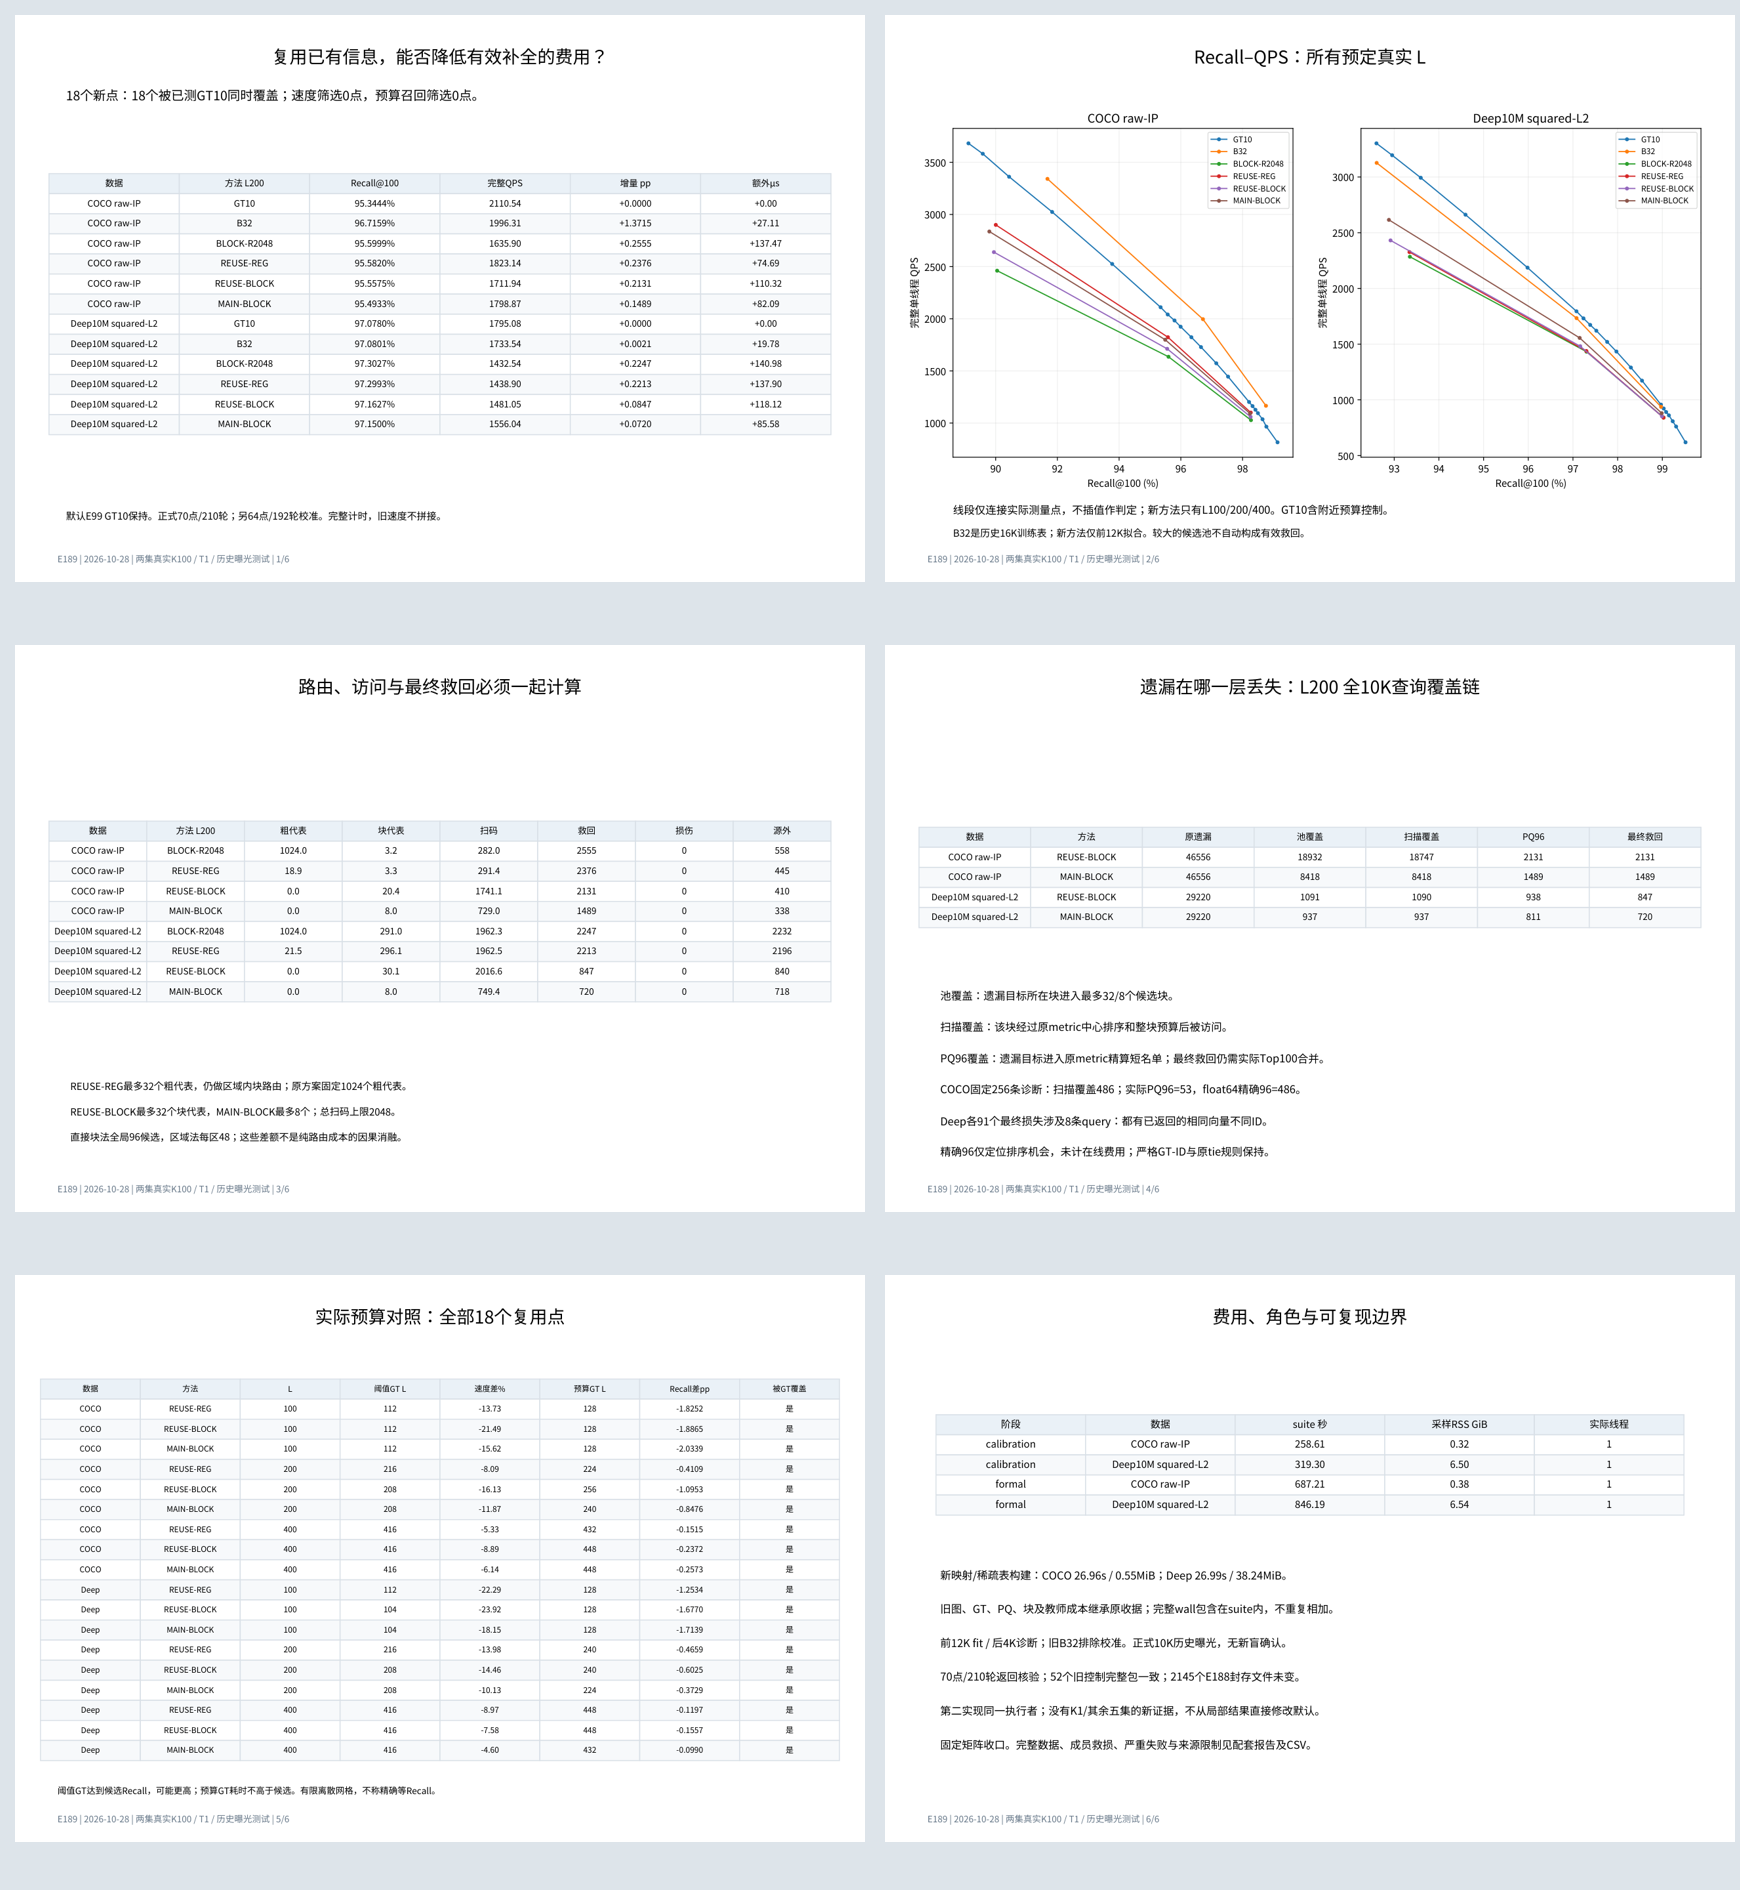 复用已有信息，能否降低有效补全的费用？
18个新点：18个被已测GT10同时覆盖；速度筛选0点，预算召回筛选0点。
数据 方法 L200 Recall@100 完整QPS 增量 pp 额外μs
COCO raw-IP GT10 95.3444% 2110.54 +0.0000 +0.00
COCO raw-IP B32 96.7159% 1996.31 +1.3715 +27.11
COCO raw-IP BLOCK-R2048 95.5999% 1635.90 +0.2555 +137.47
COCO raw-IP REUSE-REG 95.5820% 1823.14 +0.2376 +74.69
COCO raw-IP REUSE-BLOCK 95.5575% 1711.94 +0.2131 +110.32
COCO raw-IP MAIN-BLOCK 95.4933% 1798.87 +0.1489 +82.09
Deep10M squared-L2 GT10 97.0780% 1795.08 +0.0000 +0.00
Deep10M squared-L2 B32 97.0801% 1733.54 +0.0021 +19.78
Deep10M squared-L2 BLOCK-R2048 97.3027% 1432.54 +0.2247 +140.98
Deep10M squared-L2 REUSE-REG 97.2993% 1438.90 +0.2213 +137.90
Deep10M squared-L2 REUSE-BLOCK 97.1627% 1481.05 +0.0847 +118.12
Deep10M squared-L2 MAIN-BLOCK 97.1500% 1556.04 +0.0720 +85.58
默认E99 GT10保持。正式70点/210轮；另64点/192轮校准。完整计时，旧速度不拼接。
E189 | 2026-10-28 | 两集真实K100 / T1 / 历史曝光测试 | 1/6
Recall–QPS：所有预定真实 L
COCO raw-IP
GT10
B32
BLOCK-R2048
REUSE-REG
REUSE-BLOCK
MAIN-BLOCK
完整单线程 QPS
3500
3000
2500
2000
1500
1000
90 92 94 96 98
Recall@100 (%)
Deep10M squared-L2
GT10
B32
BLOCK-R2048
REUSE-REG
REUSE-BLOCK
MAIN-BLOCK
完整单线程 QPS
3000
2500
2000
1500
1000
500
93 94 95 96 97 98 99
Recall@100 (%)
线段仅连接实际测量点，不插值作判定；新方法只有L100/200/400。GT10含附近预算控制。
B32是历史16K训练表；新方法仅前12K拟合。较大的候选池不自动构成有效救回。
E189 | 2026-10-28 | 两集真实K100 / T1 / 历史曝光测试 | 2/6
路由、访问与最终救回必须一起计算
数据 方法 L200 粗代表 块代表 扫码 救回 损伤 源外
COCO raw-IP BLOCK-R2048 1024.0 3.2 282.0 2555 0 558
COCO raw-IP REUSE-REG 18.9 3.3 291.4 2376 0 445
COCO raw-IP REUSE-BLOCK 0.0 20.4 1741.1 2131 0 410
COCO raw-IP MAIN-BLOCK 0.0 8.0 729.0 1489 0 338
Deep10M squared-L2 BLOCK-R2048 1024.0 291.0 1962.3 2247 0 2232
Deep10M squared-L2 REUSE-REG 21.5 296.1 1962.5 2213 0 2196
Deep10M squared-L2 REUSE-BLOCK 0.0 30.1 2016.6 847 0 840
Deep10M squared-L2 MAIN-BLOCK 0.0 8.0 749.4 720 0 718
REUSE-REG最多32个粗代表，仍做区域内块路由；原方案固定1024个粗代表。
REUSE-BLOCK最多32个块代表，MAIN-BLOCK最多8个；总扫码上限2048。
直接块法全局96候选，区域法每区48；这些差额不是纯路由成本的因果消融。
E189 | 2026-10-28 | 两集真实K100 / T1 / 历史曝光测试 | 3/6
遗漏在哪一层丢失：L200 全10K查询覆盖链
数据 方法 原遗漏 池覆盖 扫描覆盖 PQ96 最终救回
COCO raw-IP REUSE-BLOCK 46556 18932 18747 2131 2131
COCO raw-IP MAIN-BLOCK 46556 8418 8418 1489 1489
Deep10M squared-L2 REUSE-BLOCK 29220 1091 1090 938 847
Deep10M squared-L2 MAIN-BLOCK 29220 937 937 811 720
池覆盖：遗漏目标所在块进入最多32/8个候选块。
扫描覆盖：该块经过原metric中心排序和整块预算后被访问。
PQ96覆盖：遗漏目标进入原metric精算短名单；最终救回仍需实际Top100合并。
COCO固定256条诊断：扫描覆盖486；实际PQ96=53，float64精确96=486。
Deep各91个最终损失涉及8条query：都有已返回的相同向量不同ID。
精确96仅定位排序机会，未计在线费用；严格GT-ID与原tie规则保持。
E189 | 2026-10-28 | 两集真实K100 / T1 / 历史曝光测试 | 4/6
实际预算对照：全部18个复用点
数据 方法 L 阈值GT L 速度差% 预算GT L Recall差pp 被GT覆盖
COCO REUSE-REG 100 112 -13.73 128 -1.8252 是
COCO REUSE-BLOCK 100 112 -21.49 128 -1.8865 是
COCO MAIN-BLOCK 100 112 -15.62 128 -2.0339 是
COCO REUSE-REG 200 216 -8.09 224 -0.4109 是
COCO REUSE-BLOCK 200 208 -16.13 256 -1.0953 是
COCO MAIN-BLOCK 200 208 -11.87 240 -0.8476 是
COCO REUSE-REG 400 416 -5.33 432 -0.1515 是
COCO REUSE-BLOCK 400 416 -8.89 448 -0.2372 是
COCO MAIN-BLOCK 400 416 -6.14 448 -0.2573 是
Deep REUSE-REG 100 112 -22.29 128 -1.2534 是
Deep REUSE-BLOCK 100 104 -23.92 128 -1.6770 是
Deep MAIN-BLOCK 100 104 -18.15 128 -1.7139 是
Deep REUSE-REG 200 216 -13.98 240 -0.4659 是
Deep REUSE-BLOCK 200 208 -14.46 240 -0.6025 是
Deep MAIN-BLOCK 200 208 -10.13 224 -0.3729 是
Deep REUSE-REG 400 416 -8.97 448 -0.1197 是
Deep REUSE-BLOCK 400 416 -7.58 448 -0.1557 是
Deep MAIN-BLOCK 400 416 -4.60 432 -0.0990 是
阈值GT达到候选Recall，可能更高；预算GT耗时不高于候选。有限离散网格，不称精确等Recall。
E189 | 2026-10-28 | 两集真实K100 / T1 / 历史曝光测试 | 5/6
费用、角色与可复现边界
阶段 数据 suite 秒 采样RSS GiB 实际线程
calibration COCO raw-IP 258.61 0.32 1
calibration Deep10M squared-L2 319.30 6.50 1
formal COCO raw-IP 687.21 0.38 1
formal Deep10M squared-L2 846.19 6.54 1
新映射/稀疏表构建：COCO 26.96s / 0.55MiB；Deep 26.99s / 38.24MiB。
旧图、GT、PQ、块及教师成本继承原收据；完整wall包含在suite内，不重复相加。
前12K fit / 后4K诊断；旧B32排除校准。正式10K历史曝光，无新盲确认。
70点/210轮返回核验；52个旧控制完整包一致；2145个E188封存文件未变。
第二实现同一执行者；没有K1/其余五集的新证据，不从局部结果直接修改默认。
固定矩阵收口。完整数据、成员救损、严重失败与来源限制见配套报告及CSV。
E189 | 2026-10-28 | 两集真实K100 / T1 / 历史曝光测试 | 6/6